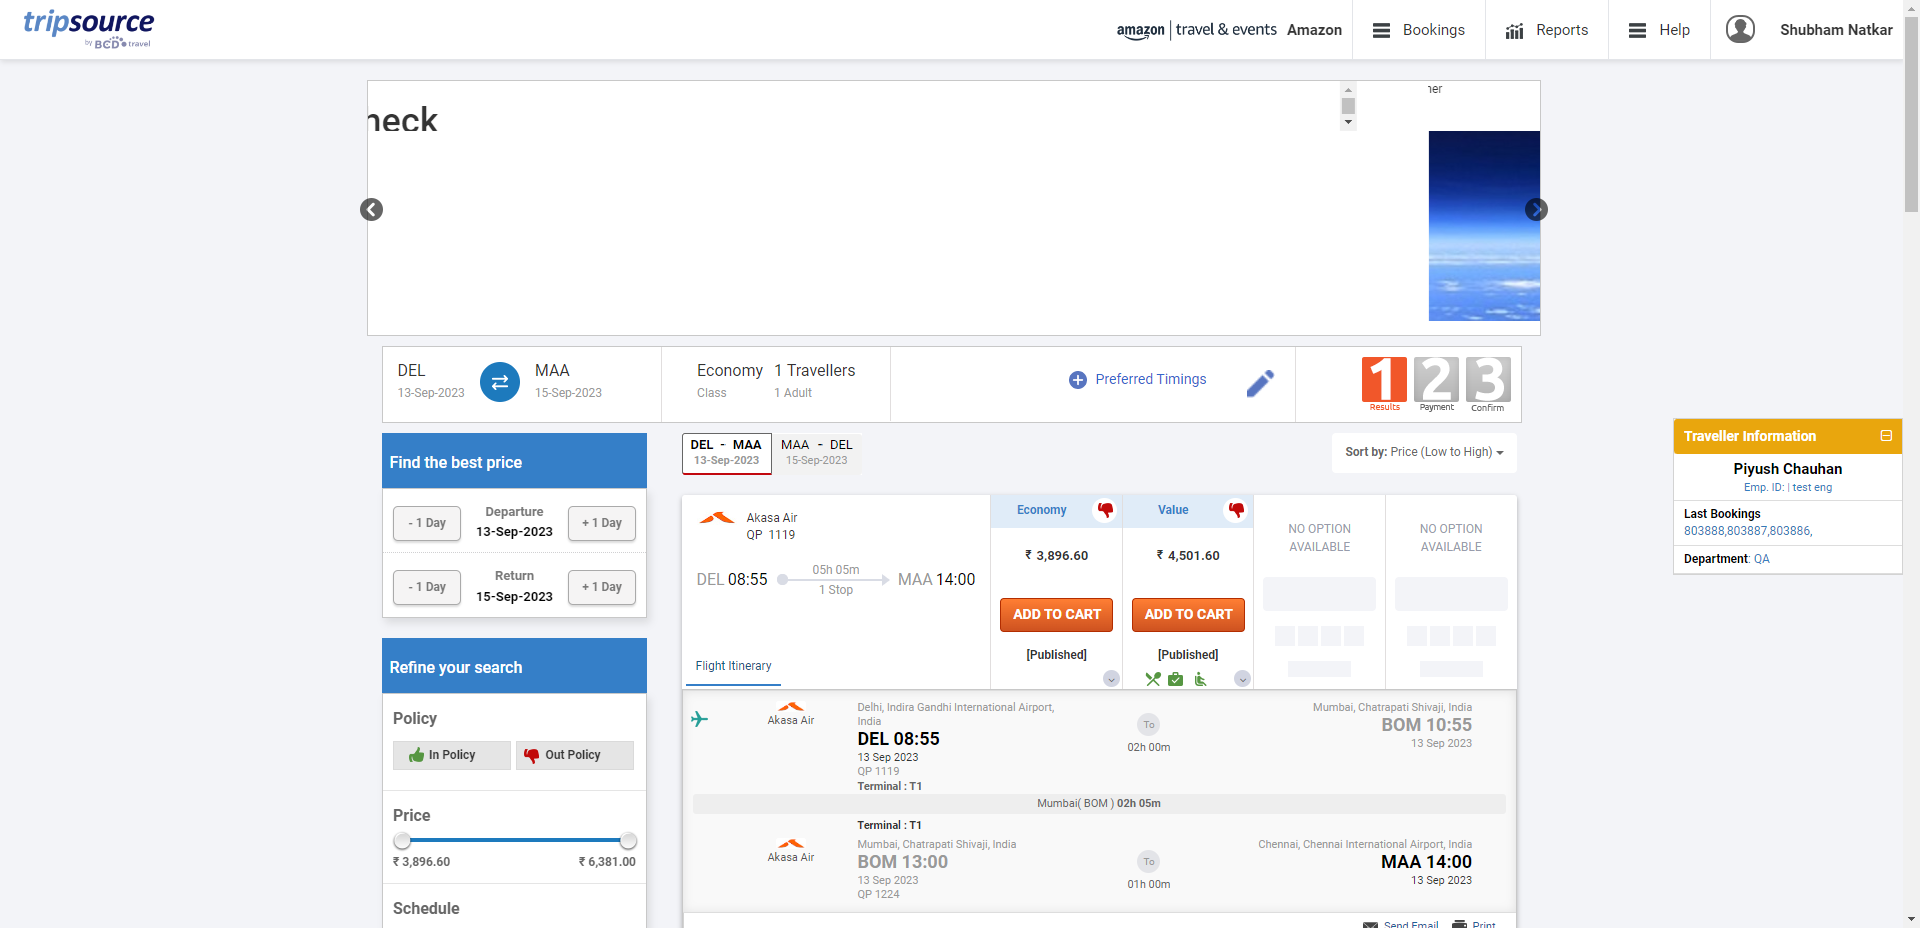 tripsource
by BCD travel
amazon | travel & events Amazon
Bookings
Reports
Help
Shubham Natkar
neck
DEL
13-Sep-2023
MAA
15-Sep-2023
Economy
Class
1 Travellers
1 Adult
Preferred Timings
1 2 3
Results Payment Confirm
Find the best price
- 1 Day
Departure
13-Sep-2023
+ 1 Day
- 1 Day
Return
15-Sep-2023
+ 1 Day
Refine your search
Policy
In Policy
Out Policy
Price
₹ 3,896.60
₹ 6,381.00
Schedule
DEL - MAA
13-Sep-2023
MAA - DEL
15-Sep-2023
Sort by: Price (Low to High)
Akasa Air
QP 1119
DEL 08:55
05h 05m
1 Stop
MAA 14:00
Flight Itinerary
Economy
₹ 3,896.60
ADD TO CART
[Published]
Value
₹ 4,501.60
ADD TO CART
[Published]
NO OPTION
AVAILABLE
NO OPTION
AVAILABLE
Akasa Air
Delhi, Indira Gandhi International Airport,
India
DEL 08:55
13 Sep 2023
QP 1119
Terminal : T1
To
02h 00m
Mumbai, Chatrapati Shivaji, India
BOM 10:55
13 Sep 2023
Mumbai( BOM ) 02h 05m
Akasa Air
Terminal : T1
Mumbai, Chatrapati Shivaji, India
BOM 13:00
13 Sep 2023
QP 1224
To
01h 00m
Chennai, Chennai International Airport, India
MAA 14:00
13 Sep 2023
Send Email
Print
Traveller Information
Piyush Chauhan
Emp. ID: | test eng
Last Bookings
803888,803887,803886,
Department: QA